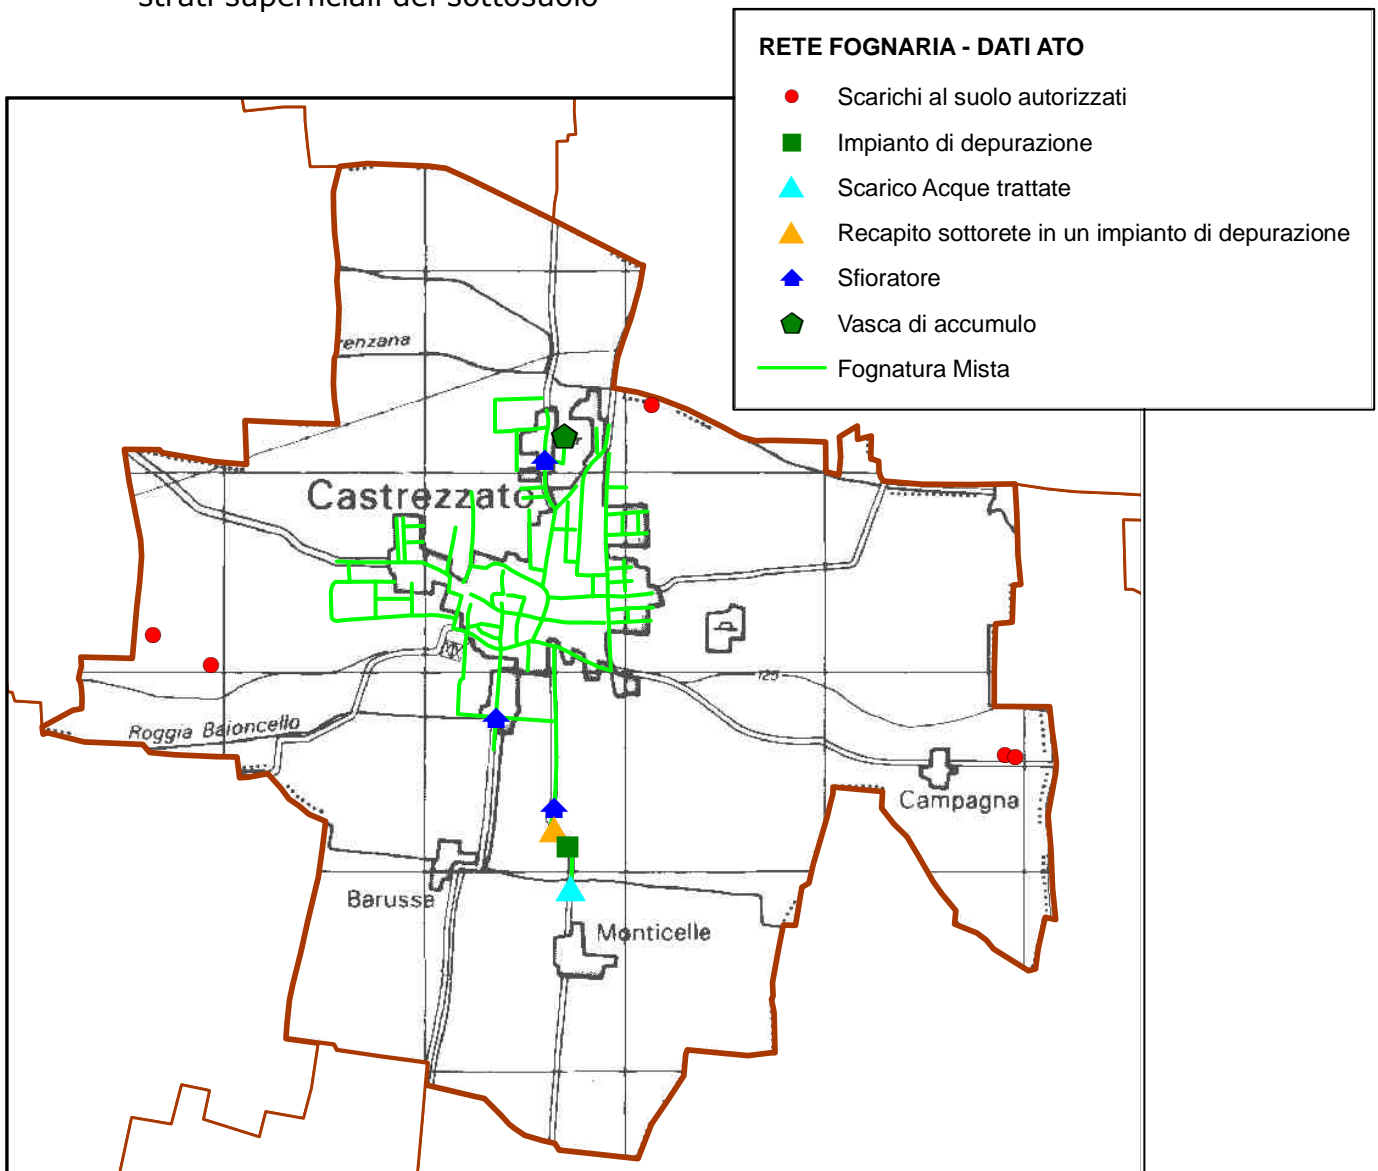 strati superficiali del sottosuolo
RETE FOGNARIA - DATI ATO
Scarichi al suolo autorizzati
Impianto di depurazione
Scarico Acque trattate
Recapito sottorete in un impianto di depurazione
Sfioratore
Vasca di accumulo
Fognatura Mista
renzana
Castrezzato
125
Roggia Baioncello
Campagna
Barussa
Monticelle